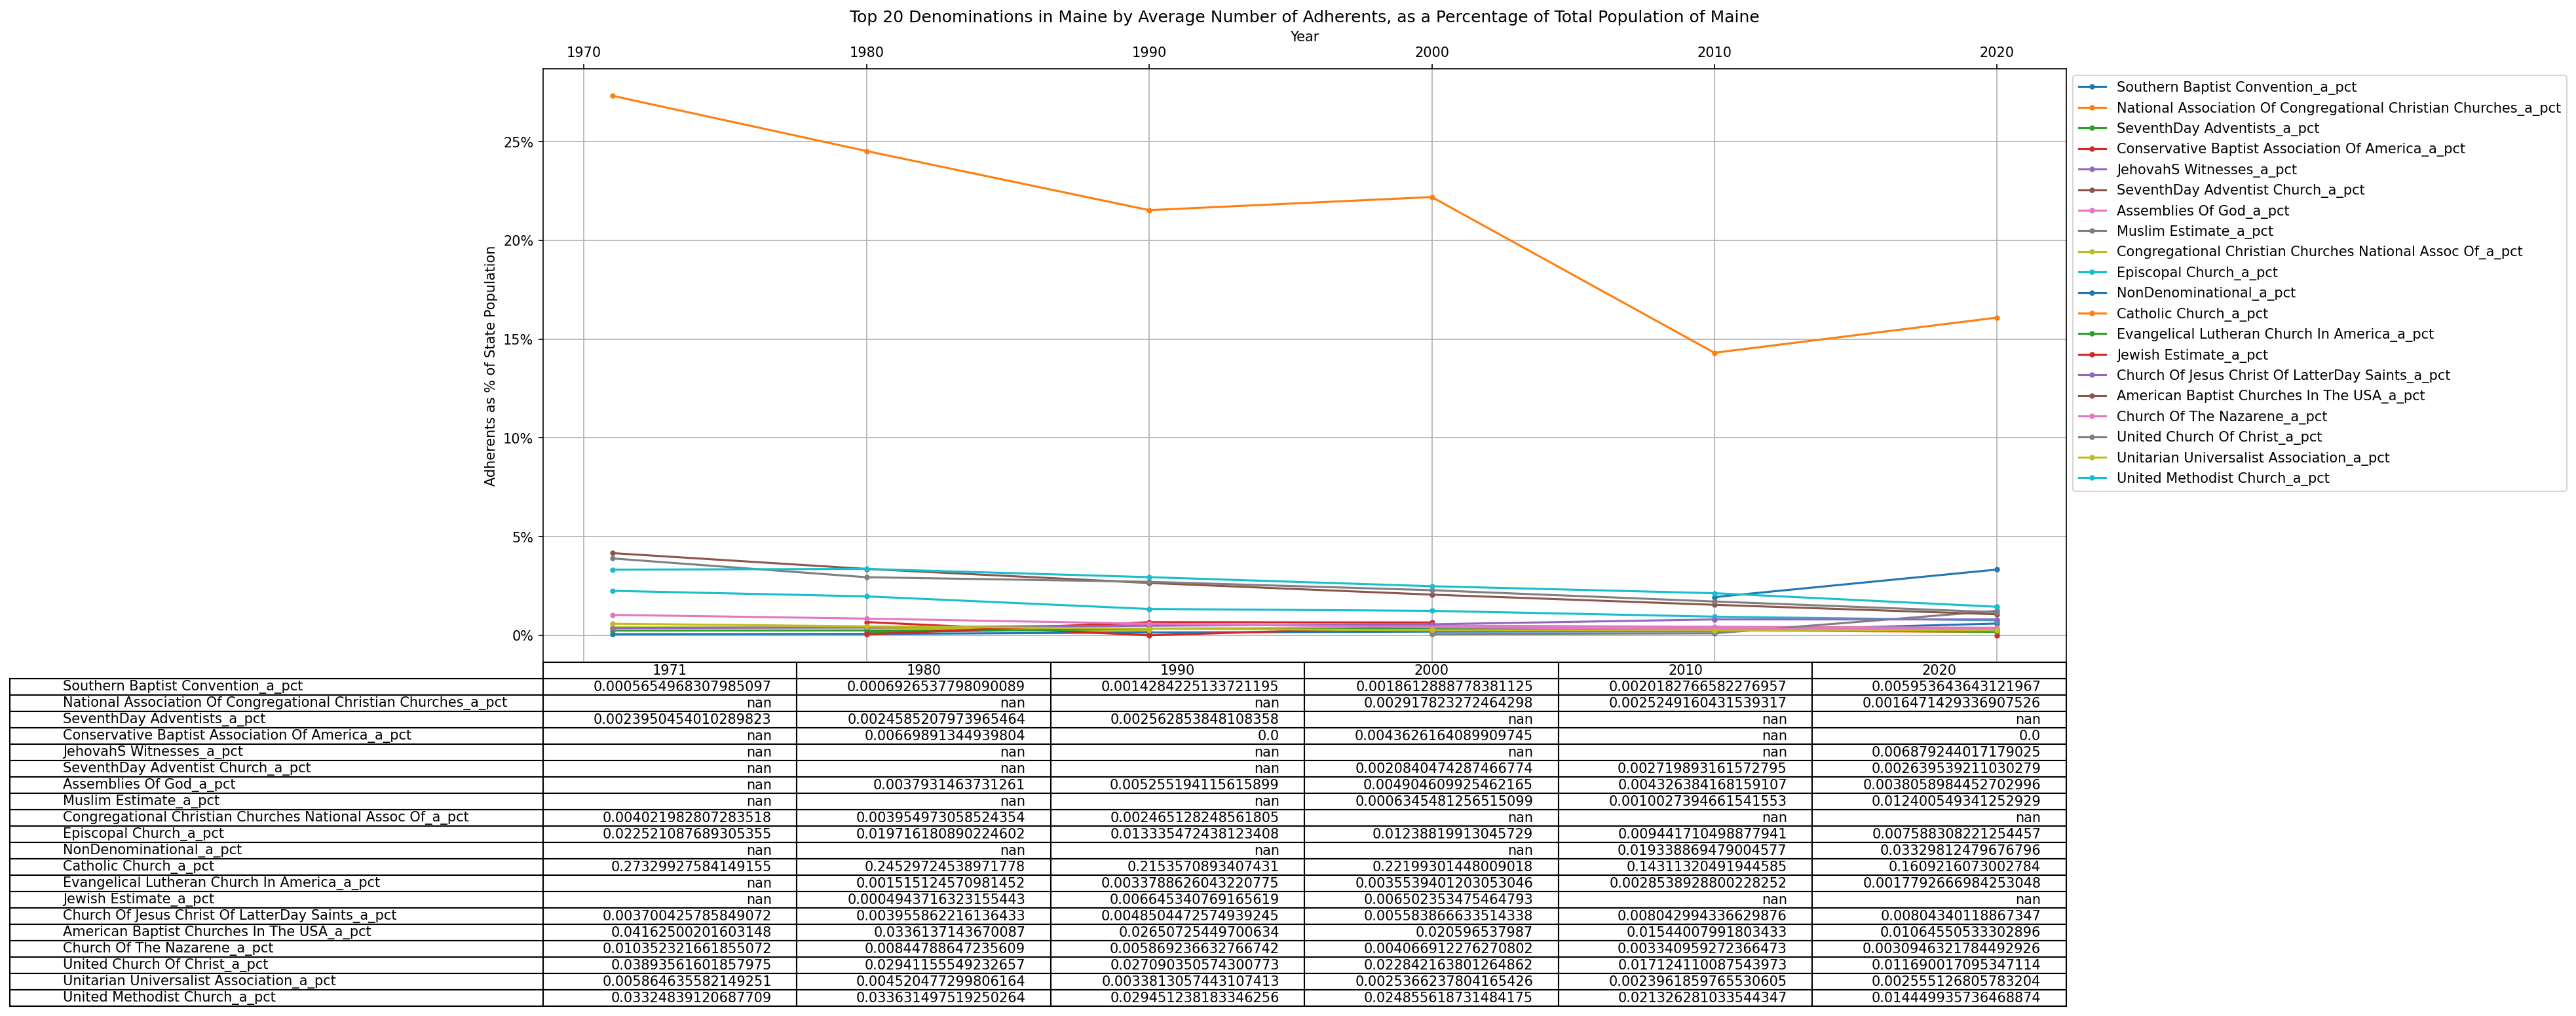 Top 20 Denominations in Maine by Average Number of Adherents, as a Percentage of Total Population of Maine
Year
1970 1980 1990 2000 2010 2020
Adherents as % of State Population
25%
20%
15%
10%
5%
0%
Southern Baptist Convention_a_pct
National Association Of Congregational Christian Churches_a_pct
SeventhDay Adventists_a_pct
Conservative Baptist Association Of America_a_pct
JehovahS Witnesses_a_pct
SeventhDay Adventist Church_a_pct
Assemblies Of God_a_pct
Muslim Estimate_a_pct
Congregational Christian Churches National Assoc Of_a_pct
Episcopal Church_a_pct
NonDenominational_a_pct
Catholic Church_a_pct
Evangelical Lutheran Church In America_a_pct
Jewish Estimate_a_pct
Church Of Jesus Christ Of LatterDay Saints_a_pct
American Baptist Churches In The USA_a_pct
Church Of The Nazarene_a_pct
United Church Of Christ_a_pct
Unitarian Universalist Association_a_pct
United Methodist Church_a_pct
1971 1980 1990 2000 2010 2020
Southern Baptist Convention_a_pct 0.0005654968307985097 0.0006926537798090089 0.0014284225133721195 0.0018612888778381125 0.0020182766582276957 0.005953643643121967
National Association Of Congregational Christian Churches_a_pct nan nan nan 0.002917823272464298 0.0025249160431539317 0.0016471429336907526
SeventhDay Adventists_a_pct 0.0023950454010289823 0.0024585207973965464 0.002562853848108358 nan nan nan
Conservative Baptist Association Of America_a_pct nan 0.00669891344939804 0.0 0.0043626164089909745 nan 0.0
JehovahS Witnesses_a_pct nan nan nan nan nan 0.006879244017179025
SeventhDay Adventist Church_a_pct nan nan nan 0.0020840474287466774 0.002719893161572795 0.002639539211030279
Assemblies Of God_a_pct nan 0.0037931463731261 0.005255194115615899 0.004904609925462165 0.004326384168159107 0.0038058984452702996
Muslim Estimate_a_pct nan nan nan 0.0006345481256515099 0.0010027394661541553 0.012400549341252929
Congregational Christian Churches National Assoc Of_a_pct 0.004021982807283518 0.003954973058524354 0.002465128248561805 nan nan nan
Episcopal Church_a_pct 0.022521087689305355 0.019716180890224602 0.013335472438123408 0.01238819913045729 0.009441710498877941 0.007588308221254457
NonDenominational_a_pct nan nan nan nan 0.019338869479004577 0.03329812479676796
Catholic Church_a_pct 0.27329927584149155 0.24529724538971778 0.2153570893407431 0.22199301448009018 0.14311320491944585 0.1609216073002784
Evangelical Lutheran Church In America_a_pct nan 0.001515124570981452 0.0033788626043220775 0.0035539401203053046 0.0028538928800228252 0.0017792666984253048
Jewish Estimate_a_pct nan 0.0004943716323155443 0.006645340769165619 0.006502353475464793 nan nan
Church Of Jesus Christ Of LatterDay Saints_a_pct 0.003700425785849072 0.00395586221​6136433 0.0048504472574939245 0.005583866633514338 0.008042994336629876 0.00804340118867347
American Baptist Churches In The USA_a_pct 0.04162500201603148 0.0336137143670087 0.02650725449700634 0.020596537987 0.01544007991803433 0.01064550533302896
Church Of The Nazarene_a_pct 0.010352321661855072 0.00844788647235609 0.005869236632766742 0.004066912276270802 0.003340959272366473 0.0030946321784492926
United Church Of Christ_a_pct 0.03893561601857975 0.02941155549232657 0.027090350574300773 0.022842163801264862 0.017124110087543973 0.011690017095347114
Unitarian Universalist Association_a_pct 0.005864635582149251 0.004520477299806164 0.0033813057443107413 0.0025366237804165426 0.0023961859765530605 0.002555126805783204
United Methodist Church_a_pct 0.03324839120687709 0.033631497519250264 0.029451238183346256 0.024855618731484175 0.021326281033544347 0.014449935736468874